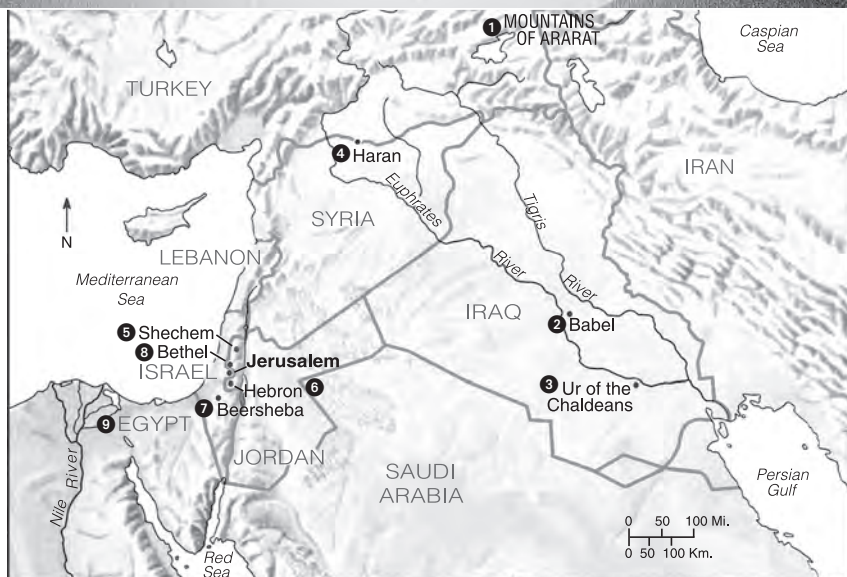 1 MOUNTAINS
OF ARARAT
Caspian
Sea
TURKEY
4 Haran
IRAN
Euphrates
River
Tigris
River
SYRIA
N
LEBANON
Mediterranean
Sea
IRAQ
2 Babel
5 Shechem
8 Bethel
Jerusalem
ISRAEL
Hebron 6
3 Ur of the
Chaldeans
7 Beersheba
9 EGYPT
JORDAN
SAUDI
ARABIA
Nile River
Persian
Gulf
0 50 100 Mi.
0 50 100 Km.
Red
Sea